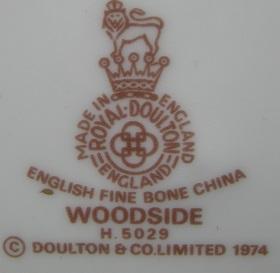 MADE IN ENGLAND
ROYAL·DOULTON
ENGLAND
ENGLISH FINE BONE CHINA
WOODSIDE
H.5029
© DOULTON & CO.LIMITED 1974